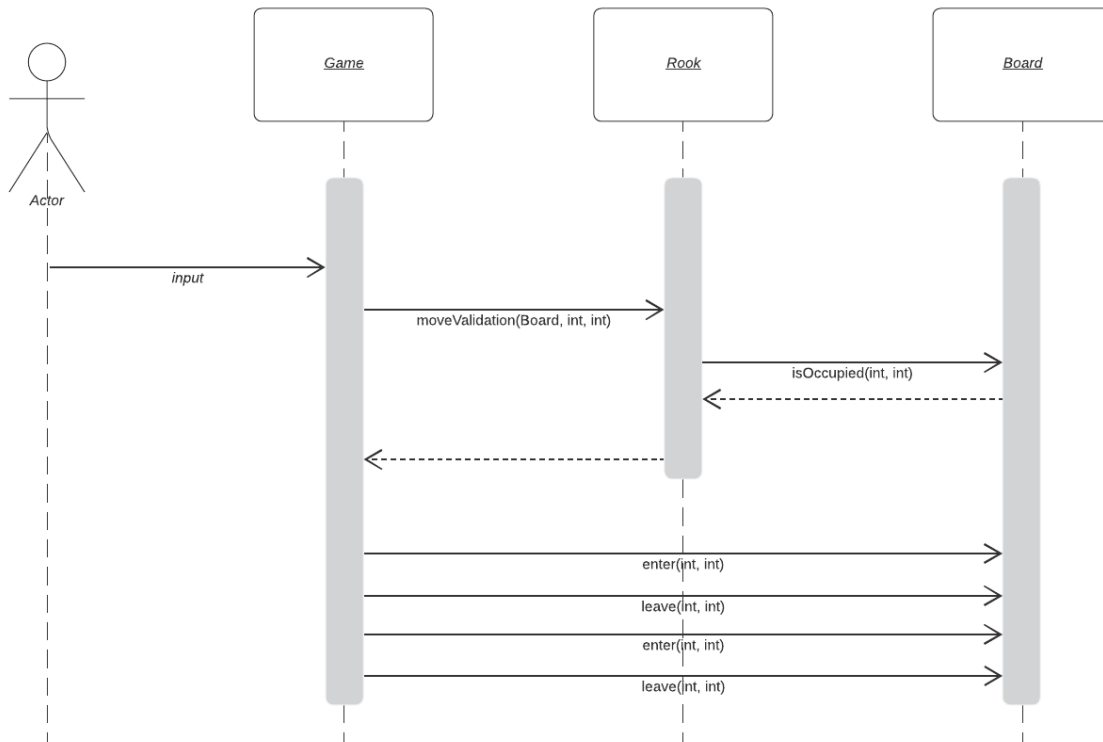 Game
Rook
Board
Actor
input
moveValidation(Board, int, int)
isOccupied(int, int)
enter(int, int)
leave(int, int)
enter(int, int)
leave(int, int)